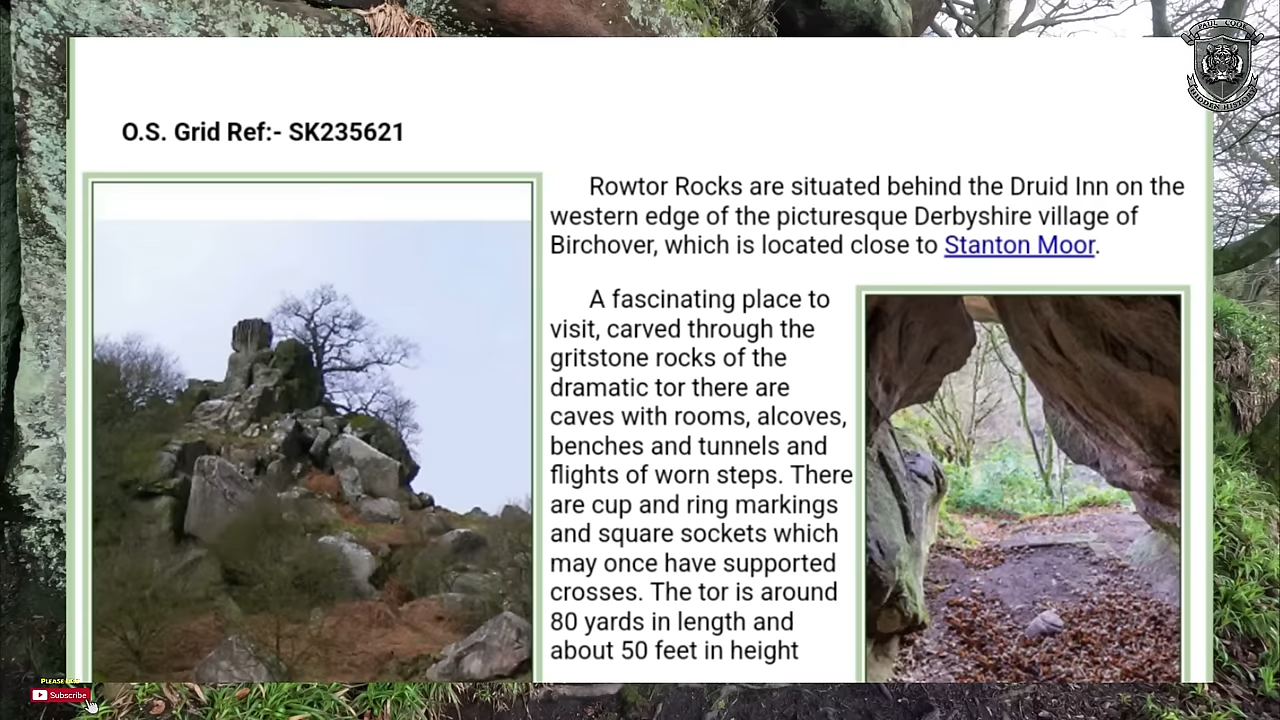 PAUL COOK
HIDDEN HISTORY
O.S. Grid Ref:- SK235621
Rowtor Rocks are situated behind the Druid Inn on the
western edge of the picturesque Derbyshire village of
Birchover, which is located close to Stanton Moor.
A fascinating place to
visit, carved through the
gritstone rocks of the
dramatic tor there are
caves with rooms, alcoves,
benches and tunnels and
flights of worn steps. There
are cup and ring markings
and square sockets which
may once have supported
crosses. The tor is around
80 yards in length and
about 50 feet in height
Subscribe